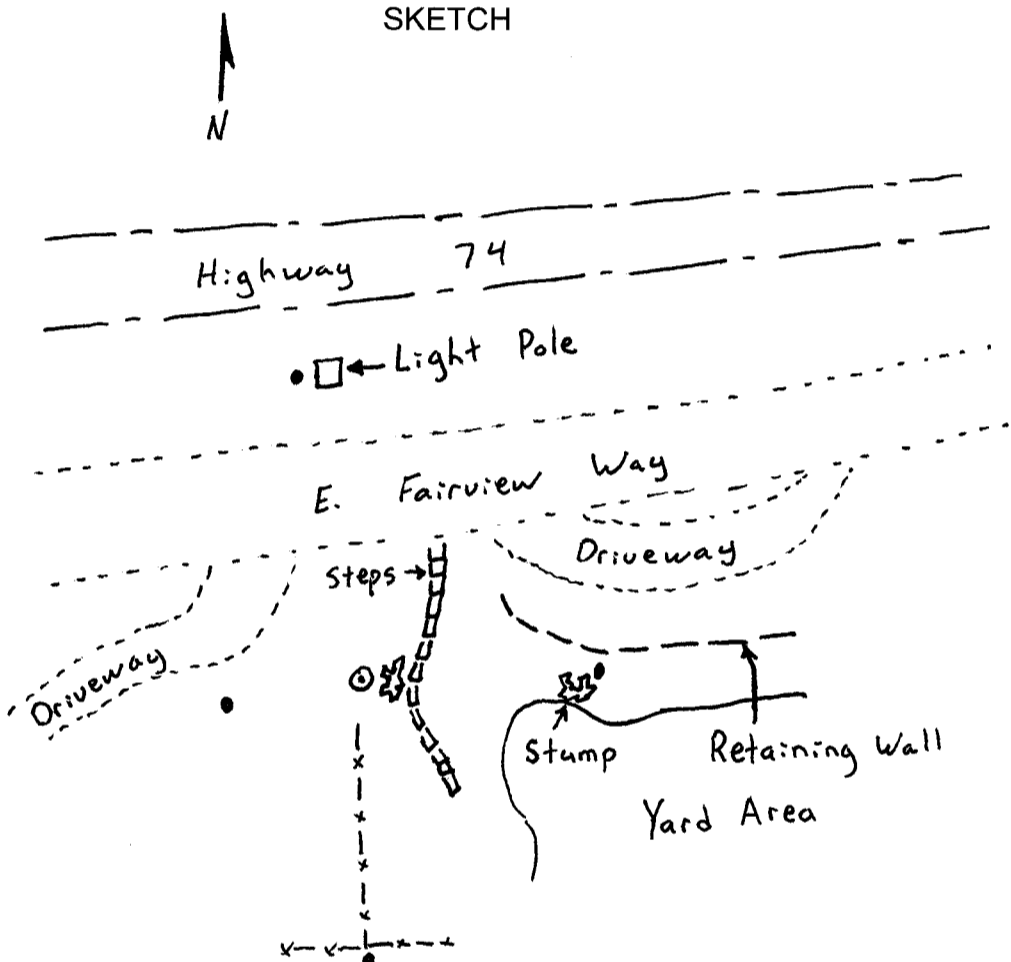 SKETCH
N
Highway 74
Light Pole
E. Fairview Way
Driveway
Steps
Driveway
Stump
Retaining Wall
Yard Area